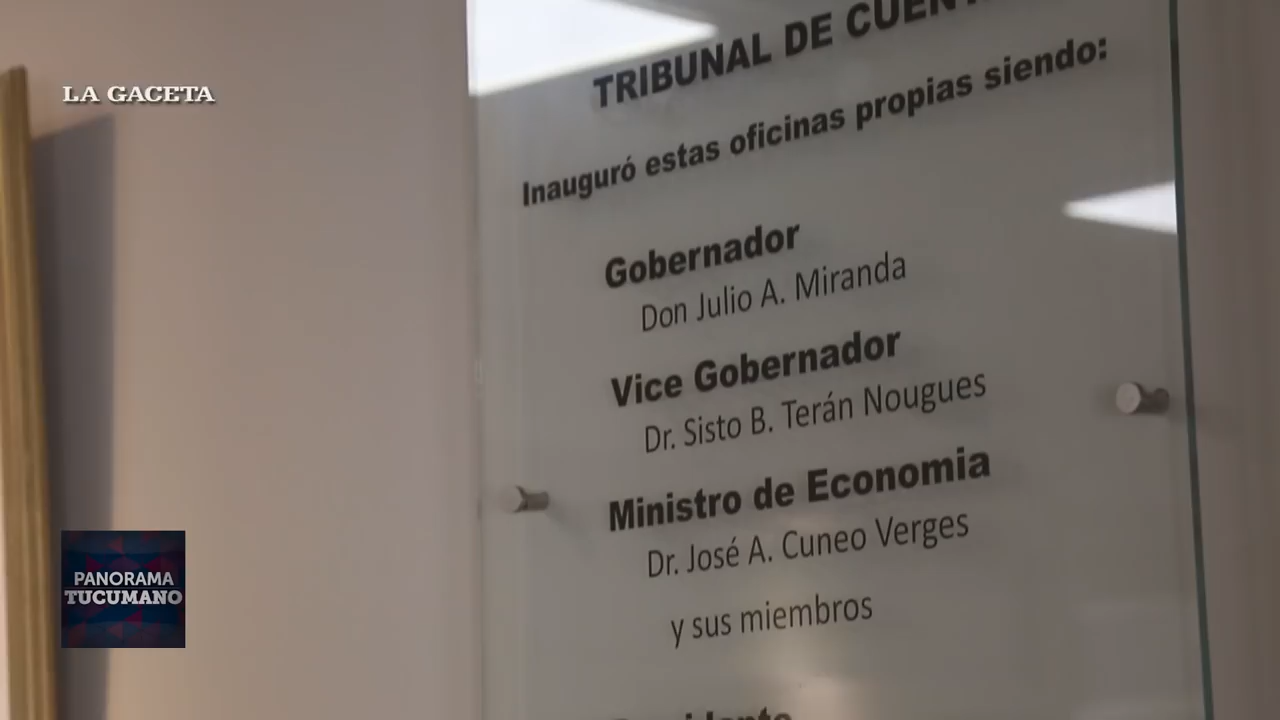 LA GACETA
TRIBUNAL DE
Inauguró estas oficinas propias siendo:
Gobernador
Don Julio A. Miranda
Vice Gobernador
Dr. Sisto B. Terán Nougues
Ministro de Economia
Dr. José A. Cuneo Verges
y sus miembros
PANORAMA
TUCUMANO